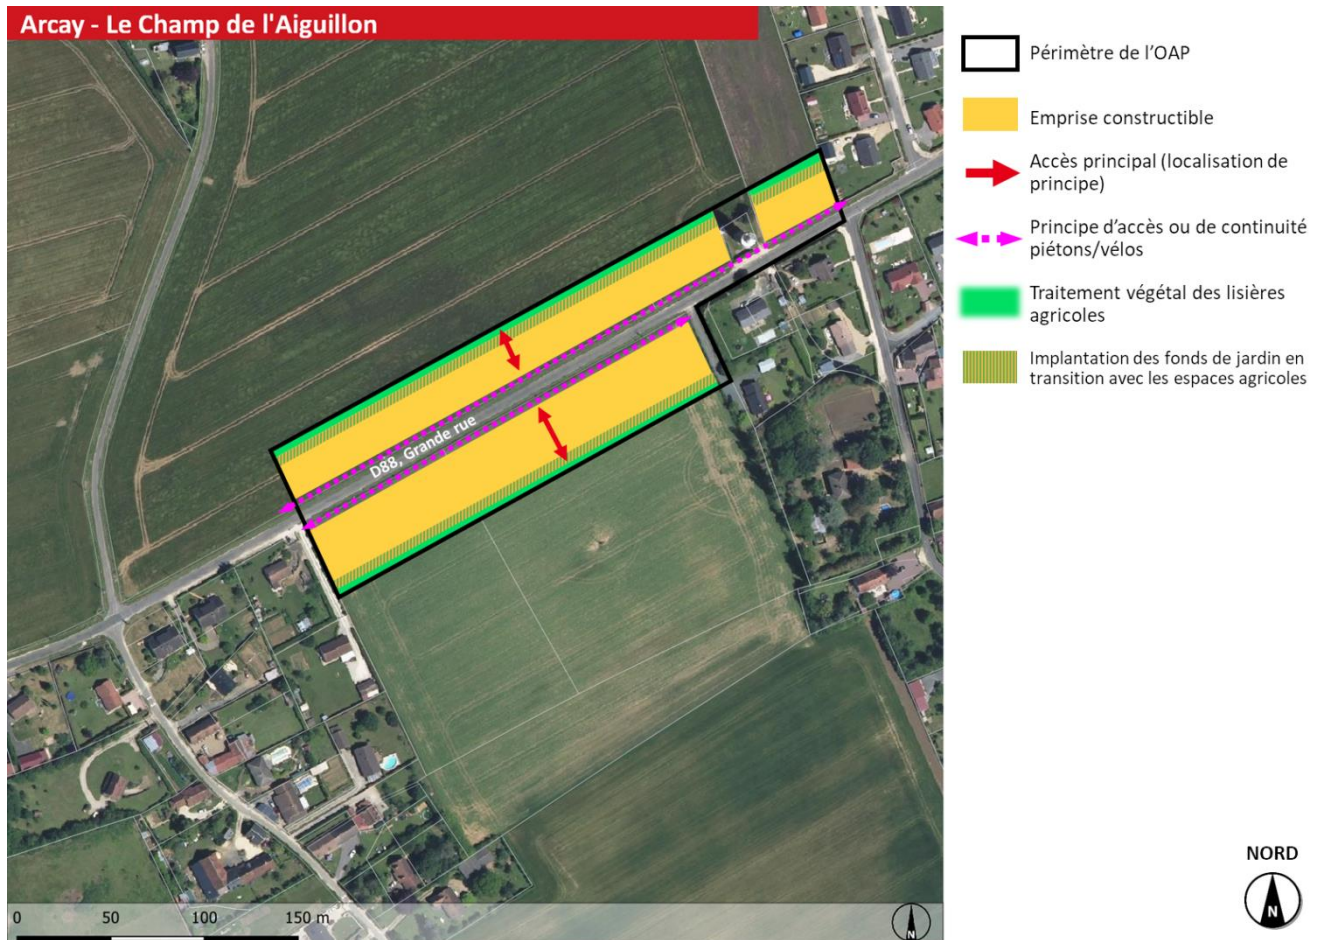 Arcay - Le Champ de l'Aiguillon
Périmètre de l'OAP
Emprise constructible
Accès principal (localisation de
principe)
Principe d'accès ou de continuité
piétons/vélos
Traitement végétal des lisières
agricoles
Implantation des fonds de jardin en
transition avec les espaces agricoles
D88, Grande rue
NORD
N
0 50 100 150 m
N